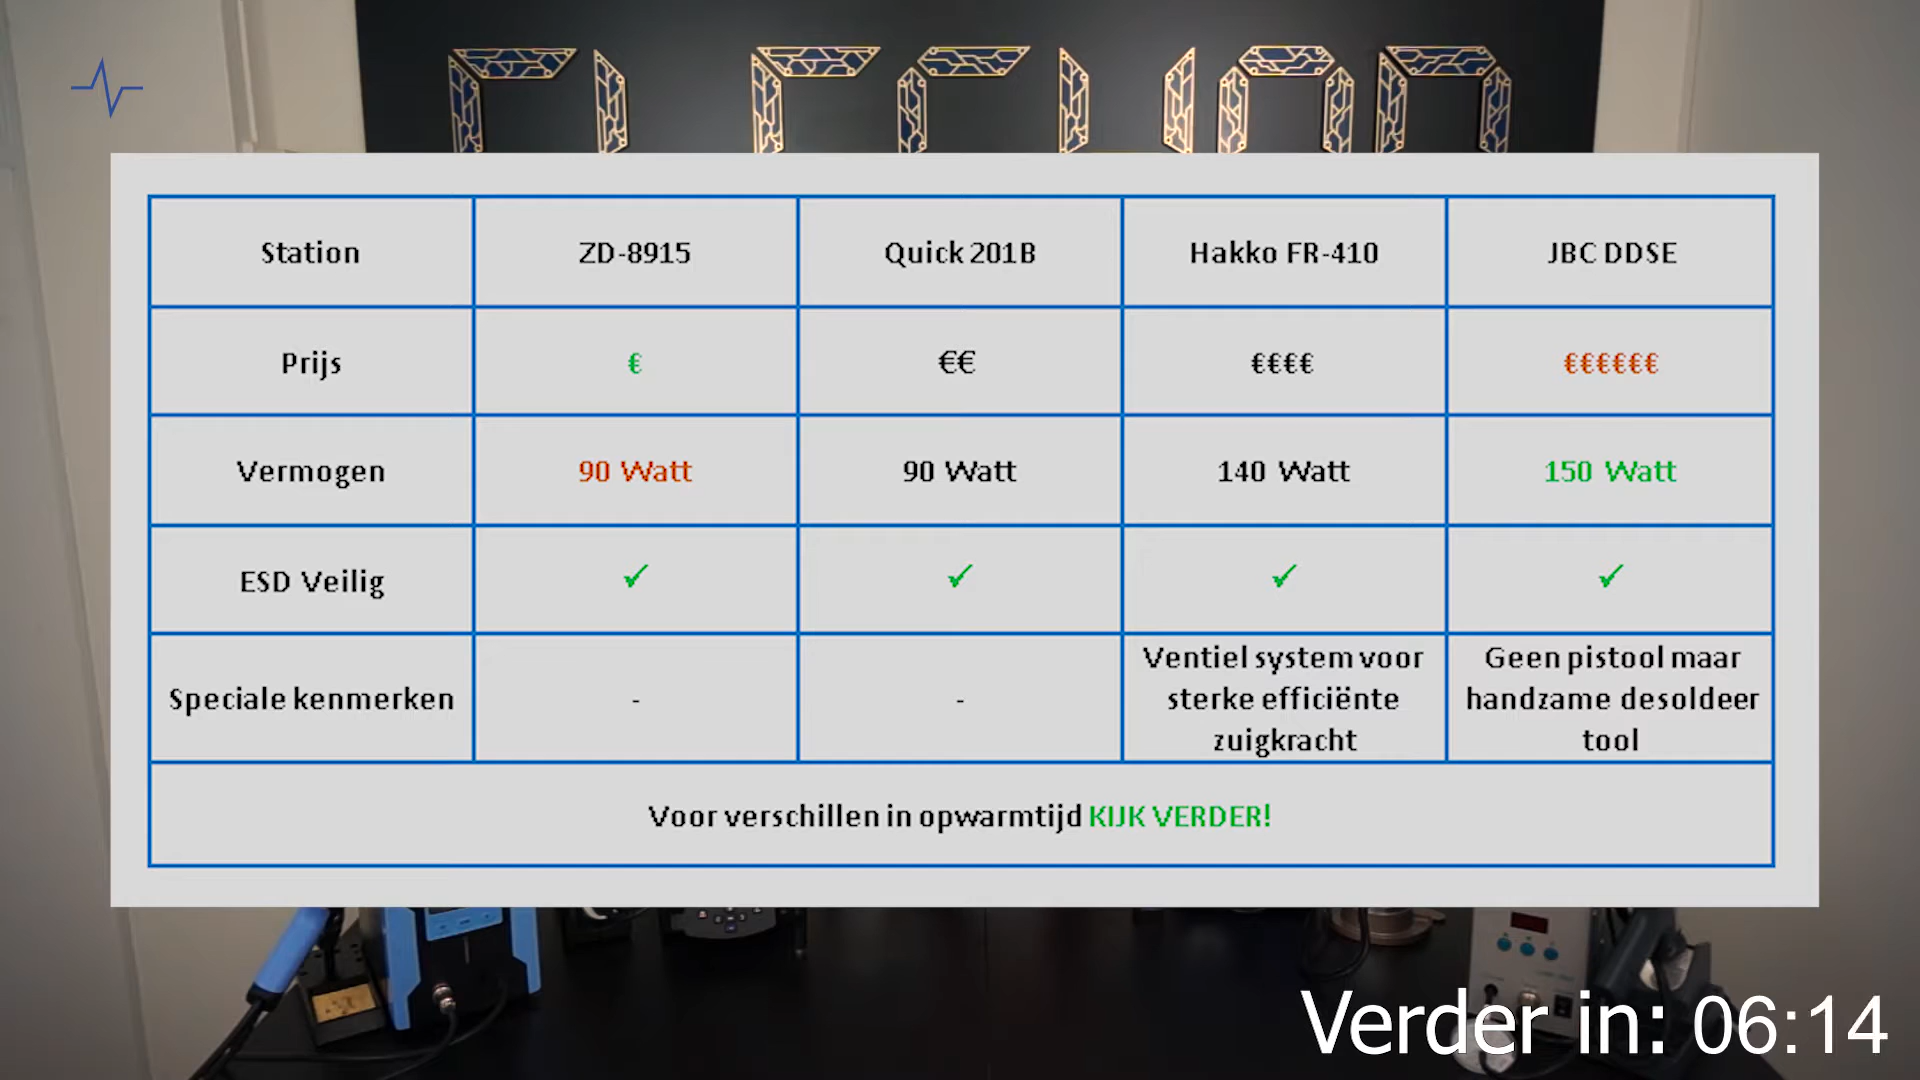 Station ZD-8915 Quick 201B Hakko FR-410 JBC DDSE
Prijs € €€ €€€€ €€€€€€
Vermogen 90 Watt 90 Watt 140 Watt 150 Watt
ESD Veilig ✓ ✓ ✓ ✓
Speciale kenmerken - - Ventiel system voor
sterke efficiënte
zuigkracht
Geen pistool maar
handzame desoldeer
tool
Voor verschillen in opwarmtijd KIJK VERDER!
Verder in: 06:14